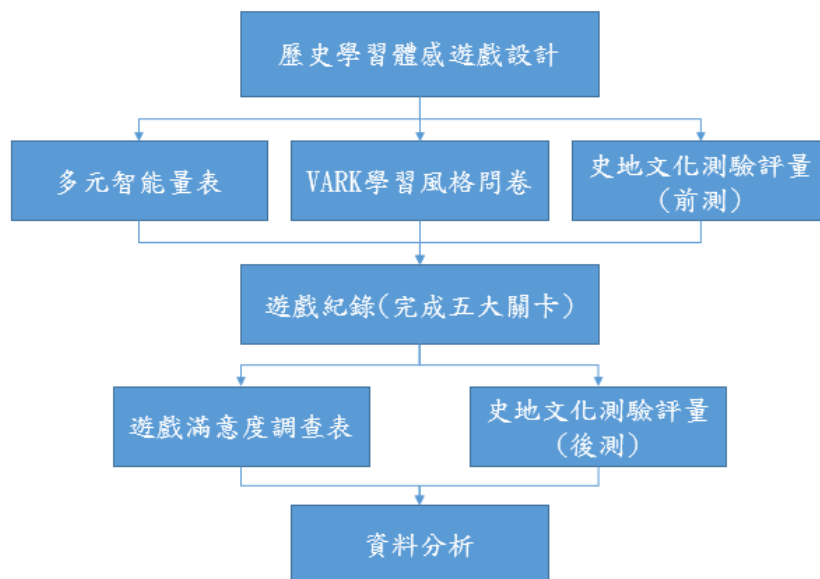 歷史學習體感遊戲設計
多元智能量表
VARK學習風格問卷
史地文化測驗評量
(前測)
遊戲紀錄(完成五大關卡)
遊戲滿意度調查表
史地文化測驗評量
(後測)
資料分析